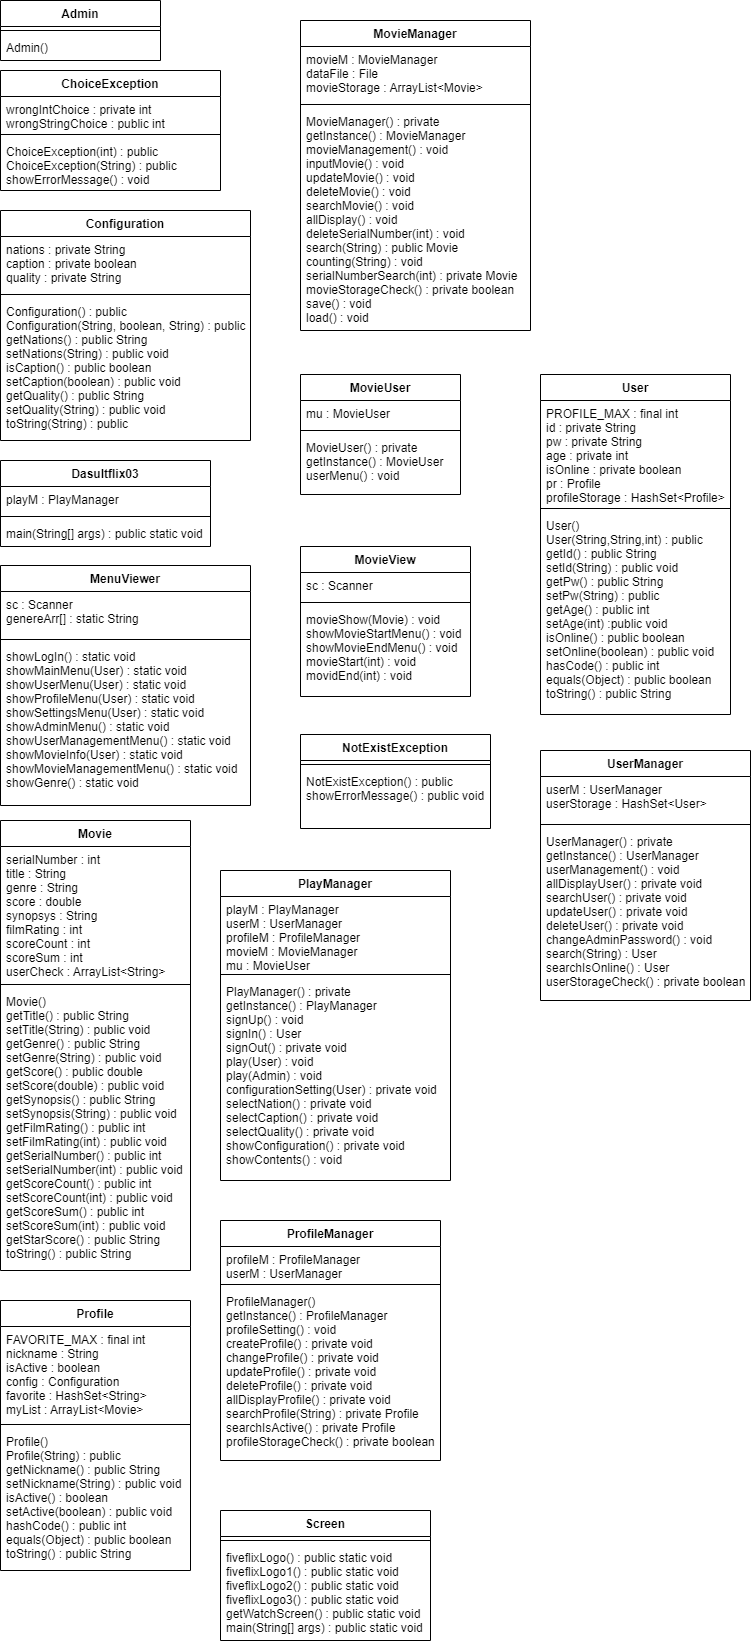 Admin
Admin()
ChoiceException
wrongIntChoice : private int
wrongStringChoice : public int
ChoiceException(int) : public
ChoiceException(String) : public
showErrorMessage() : void
Configuration
nations : private String
caption : private boolean
quality : private String
Configuration() : public
Configuration(String, boolean, String) : public
getNations() : public String
setNations(String) : public void
isCaption() : public boolean
setCaption(boolean) : public void
getQuality() : public String
setQuality(String) : public void
toString(String) : public
Dasultflix03
playM : PlayManager
main(String[] args) : public static void
MenuViewer
sc : Scanner
genereArr[] : static String
showLogIn() : static void
showMainMenu(User) : static void
showUserMenu(User) : static void
showProfileMenu(User) : static void
showSettingsMenu(User) : static void
showAdminMenu() : static void
showUserManagementMenu() : static void
showMovieInfo(User) : static void
showMovieManagementMenu() : static void
showGenre() : static void
Movie
serialNumber : int
title : String
genre : String
score : double
synopsys : String
filmRating : int
scoreCount : int
scoreSum : int
userCheck : ArrayList<String>
Movie()
getTitle() : public String
setTitle(String) : public void
getGenre() : public String
setGenre(String) : public void
getScore() : public double
setScore(double) : public void
getSynopsis() : public String
setSynopsis(String) : public void
getFilmRating() : public int
setFilmRating(int) : public void
getSerialNumber() : public int
setSerialNumber(int) : public void
getScoreCount() : public int
setScoreCount(int) : public void
getScoreSum() : public int
setScoreSum(int) : public void
getStarScore() : public String
toString() : public String
Profile
FAVORITE_MAX : final int
nickname : String
isActive : boolean
config : Configuration
favorite : HashSet<String>
myList : ArrayList<Movie>
Profile()
Profile(String) : public
getNickname() : public String
setNickname(String) : public void
isActive() : boolean
setActive(boolean) : public void
hashCode() : public int
equals(Object) : public boolean
toString() : public String
MovieManager
movieM : MovieManager
dataFile : File
movieStorage : ArrayList<Movie>
MovieManager() : private
getInstance() : MovieManager
movieManagement() : void
inputMovie() : void
updateMovie() : void
deleteMovie() : void
searchMovie() : void
allDisplay() : void
deleteSerialNumber(int) : void
search(String) : public Movie
counting(String) : void
serialNumberSearch(int) : private Movie
movieStorageCheck() : private boolean
save() : void
load() : void
MovieUser
mu : MovieUser
MovieUser() : private
getInstance() : MovieUser
userMenu() : void
MovieView
sc : Scanner
movieShow(Movie) : void
showMovieStartMenu() : void
showMovieEndMenu() : void
movieStart(int) : void
movidEnd(int) : void
NotExistException
NotExistException() : public
showErrorMessage() : public void
PlayManager
playM : PlayManager
userM : UserManager
profileM : ProfileManager
movieM : MovieManager
mu : MovieUser
PlayManager() : private
getInstance() : PlayManager
signUp() : void
signIn() : User
signOut() : private void
play(User) : void
play(Admin) : void
configurationSetting(User) : private void
selectNation() : private void
selectCaption() : private void
selectQuality() : private void
showConfiguration() : private void
showContents() : void
ProfileManager
profileM : ProfileManager
userM : UserManager
ProfileManager()
getInstance() : ProfileManager
profileSetting() : void
createProfile() : private void
changeProfile() : private void
updateProfile() : private void
deleteProfile() : private void
allDisplayProfile() : private void
searchProfile(String) : private Profile
searchIsActive() : private Profile
profileStorageCheck() : private boolean
Screen
fiveflixLogo() : public static void
fiveflixLogo1() : public static void
fiveflixLogo2() : public static void
fiveflixLogo3() : public static void
getWatchScreen() : public static void
main(String[] args) : public static void
User
PROFILE_MAX : final int
id : private String
pw : private String
age : private int
isOnline : private boolean
pr : Profile
profileStorage : HashSet<Profile>
User()
User(String,String,int) : public
getId() : public String
setId(String) : public void
getPw() : public String
setPw(String) : public
getAge() : public int
setAge(int) :public void
isOnline() : public boolean
setOnline(boolean) : public void
hasCode() : public int
equals(Object) : public boolean
toString() : public String
UserManager
userM : UserManager
userStorage : HashSet<User>
UserManager() : private
getInstance() : UserManager
userManagement() : void
allDisplayUser() : private void
searchUser() : private void
updateUser() : private void
deleteUser() : private void
changeAdminPassword() : void
search(String) : User
searchIsOnline() : User
userStorageCheck() : private boolean